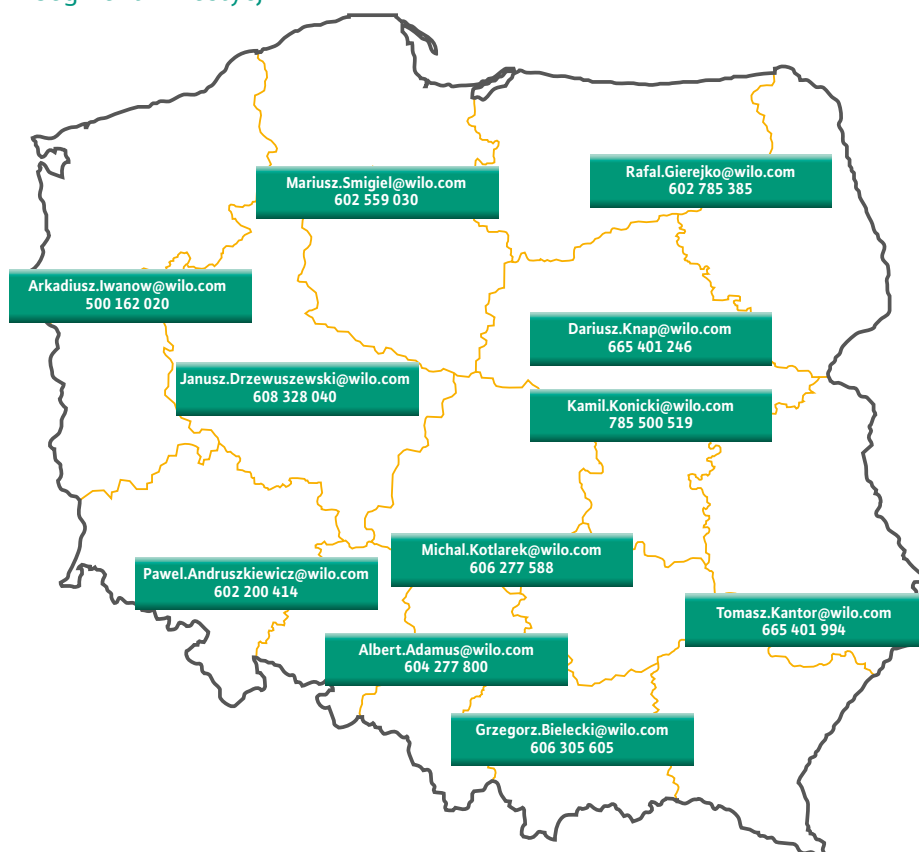 Mariusz.Smigiel@wilo.com
602 559 030
Rafal.Gierejko@wilo.com
602 785 385
Arkadiusz.Iwanow@wilo.com
500 162 020
Dariusz.Knap@wilo.com
665 401 246
Janusz.Drzewuszewski@wilo.com
608 328 040
Kamil.Konicki@wilo.com
785 500 519
Michal.Kotlarek@wilo.com
606 277 588
Pawel.Andruszkiewicz@wilo.com
602 200 414
Tomasz.Kantor@wilo.com
665 401 994
Albert.Adamus@wilo.com
604 277 800
Grzegorz.Bielecki@wilo.com
606 305 605